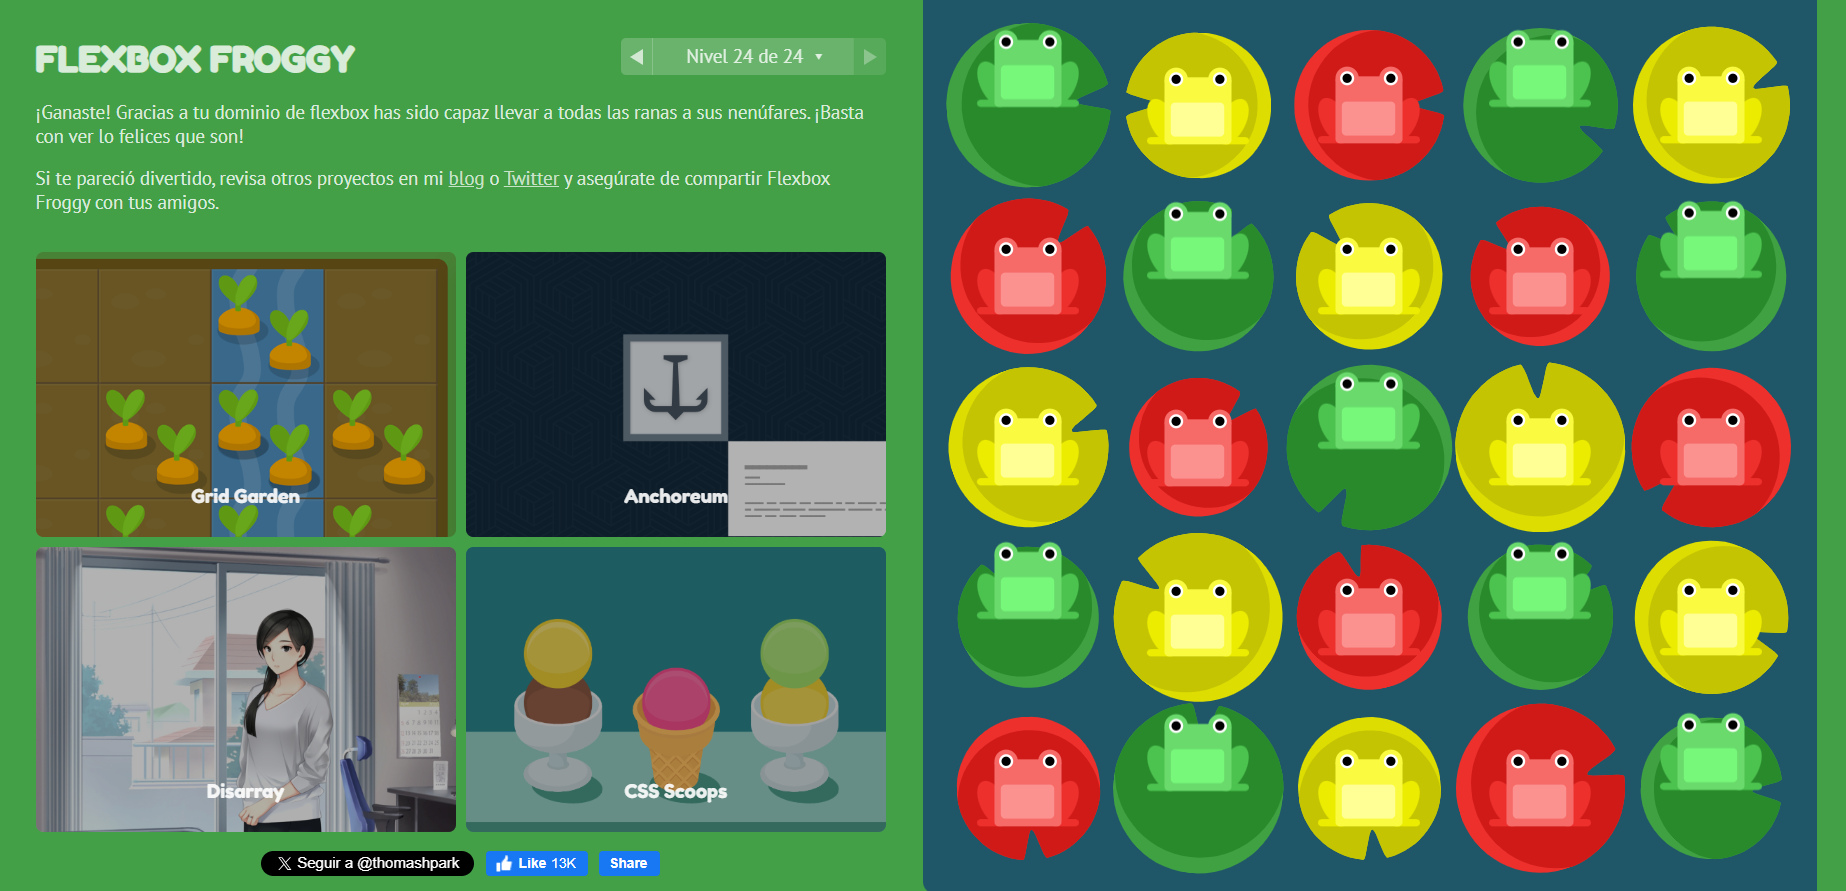 FLEXBOX FROGGY
Nivel 24 de 24
¡Ganaste! Gracias a tu dominio de flexbox has sido capaz llevar a todas las ranas a sus nenúfares. ¡Basta
con ver lo felices que son!
Si te pareció divertido, revisa otros proyectos en mi blog o Twitter y asegúrate de compartir Flexbox
Froggy con tus amigos.
Grid Garden
Anchoreum
Disarray
CSS Scoops
Seguir a @thomashpark
Like 13K
Share